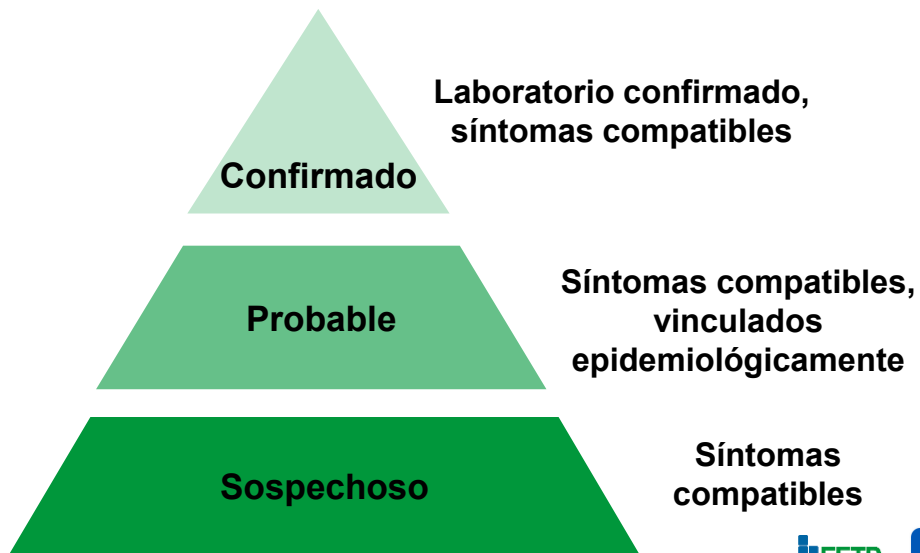 Laboratorio confirmado,
síntomas compatibles
Confirmado
Síntomas compatibles,
vinculados
epidemiológicamente
Probable
Síntomas
compatibles
Sospechoso